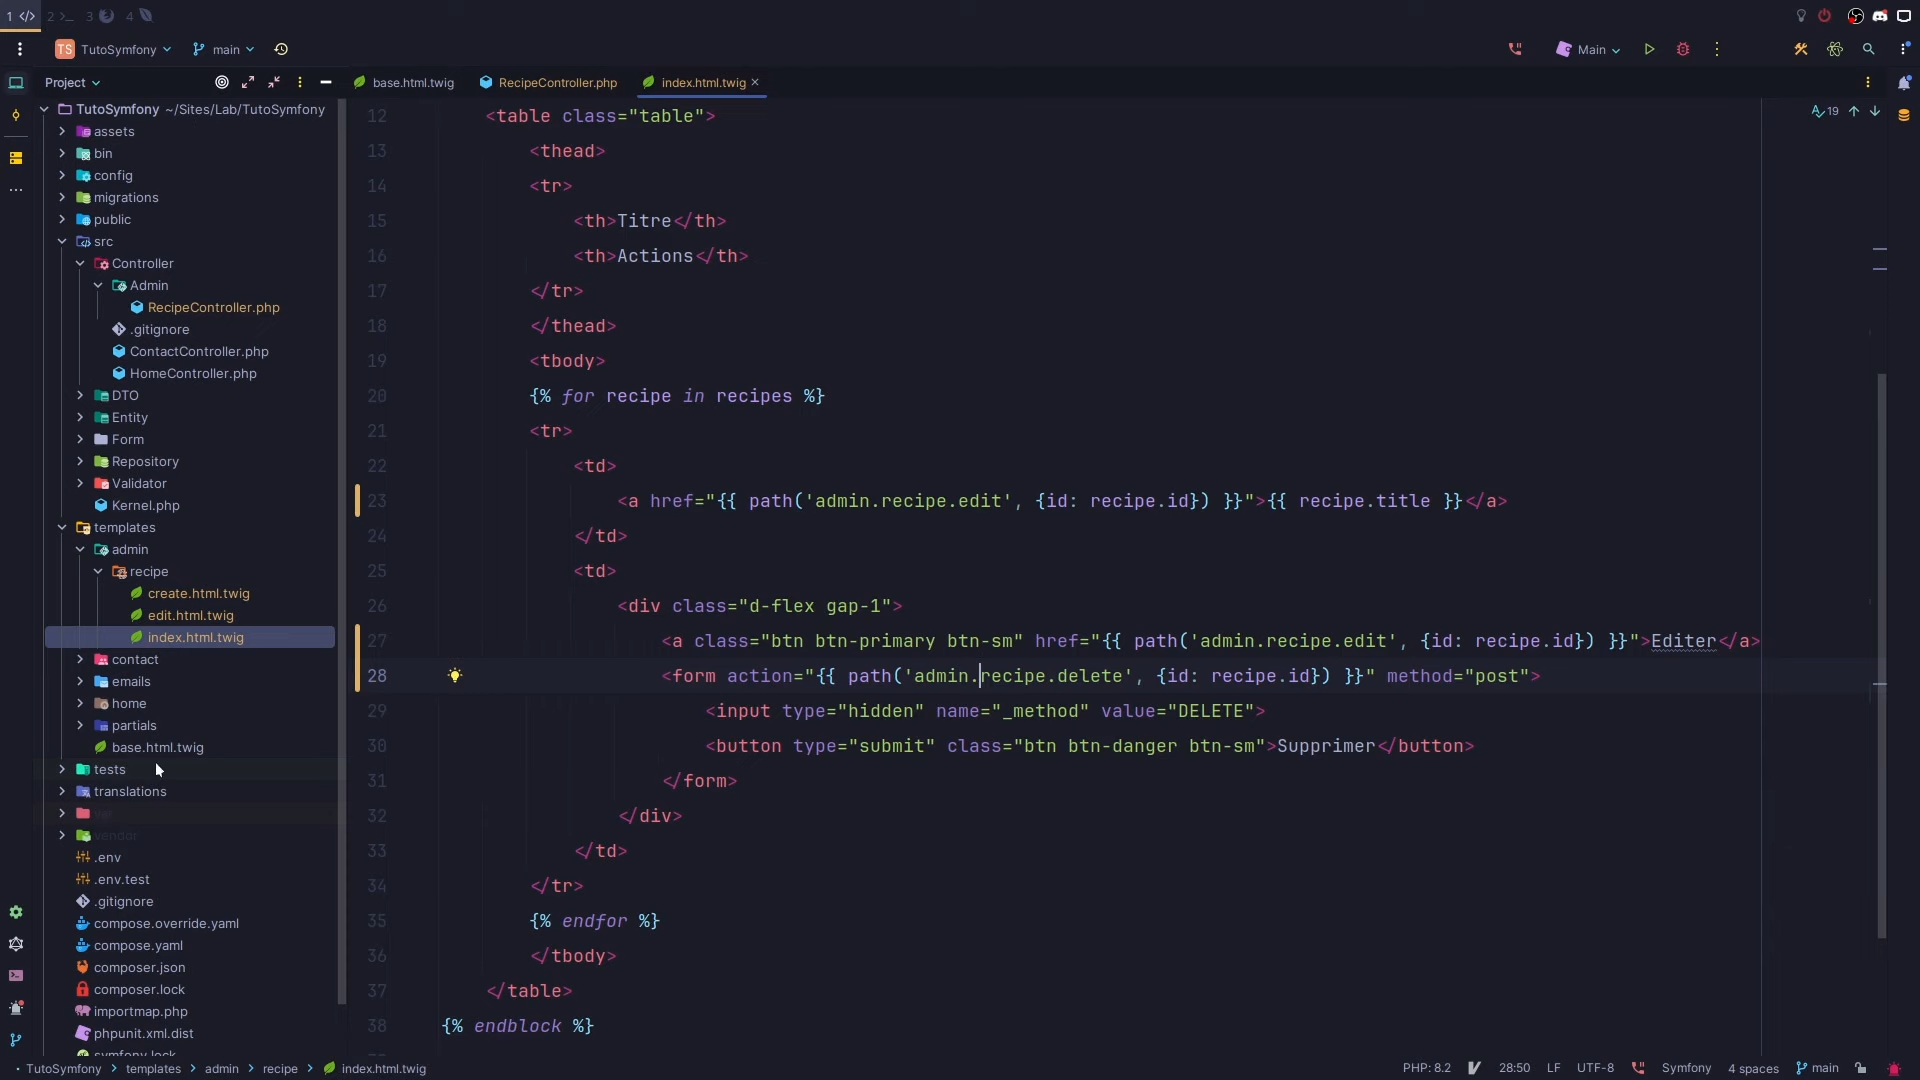 1 2 3 4
TS TutoSymfony main Main
Project base.html.twig RecipeController.php index.html.twig
TutoSymfony ~/Sites/Lab/TutoSymfony
assets
bin
config
migrations
public
src
Controller
Admin
RecipeController.php
.gitignore
ContactController.php
HomeController.php
DTO
Entity
Form
Repository
Validator
Kernel.php
templates
admin
recipe
create.html.twig
edit.html.twig
index.html.twig
contact
emails
home
partials
base.html.twig
tests
translations
var
vendor
.env
.env.test
.gitignore
compose.override.yaml
compose.yaml
composer.json
composer.lock
importmap.php
phpunit.xml.dist
symfony.lock
19
12 <table class="table">
13 <thead>
14 <tr>
15 <th>Titre</th>
16 <th>Actions</th>
17 </tr>
18 </thead>
19 <tbody>
20 {% for recipe in recipes %}
21 <tr>
22 <td>
23 <a href="{{ path('admin.recipe.edit', {id: recipe.id}) }}">{{ recipe.title }}</a>
24 </td>
25 <td>
26 <div class="d-flex gap-1">
27 <a class="btn btn-primary btn-sm" href="{{ path('admin.recipe.edit', {id: recipe.id}) }}">Editer</a>
28 <form action="{{ path('admin.recipe.delete', {id: recipe.id}) }}" method="post">
29 <input type="hidden" name="_method" value="DELETE">
30 <button type="submit" class="btn btn-danger btn-sm">Supprimer</button>
31 </form>
32 </div>
33 </td>
34 </tr>
35 {% endfor %}
36 </tbody>
37 </table>
38 {% endblock %}
TutoSymfony > templates > admin > recipe > index.html.twig PHP: 8.2 28:50 LF UTF-8 Symfony 4 spaces main